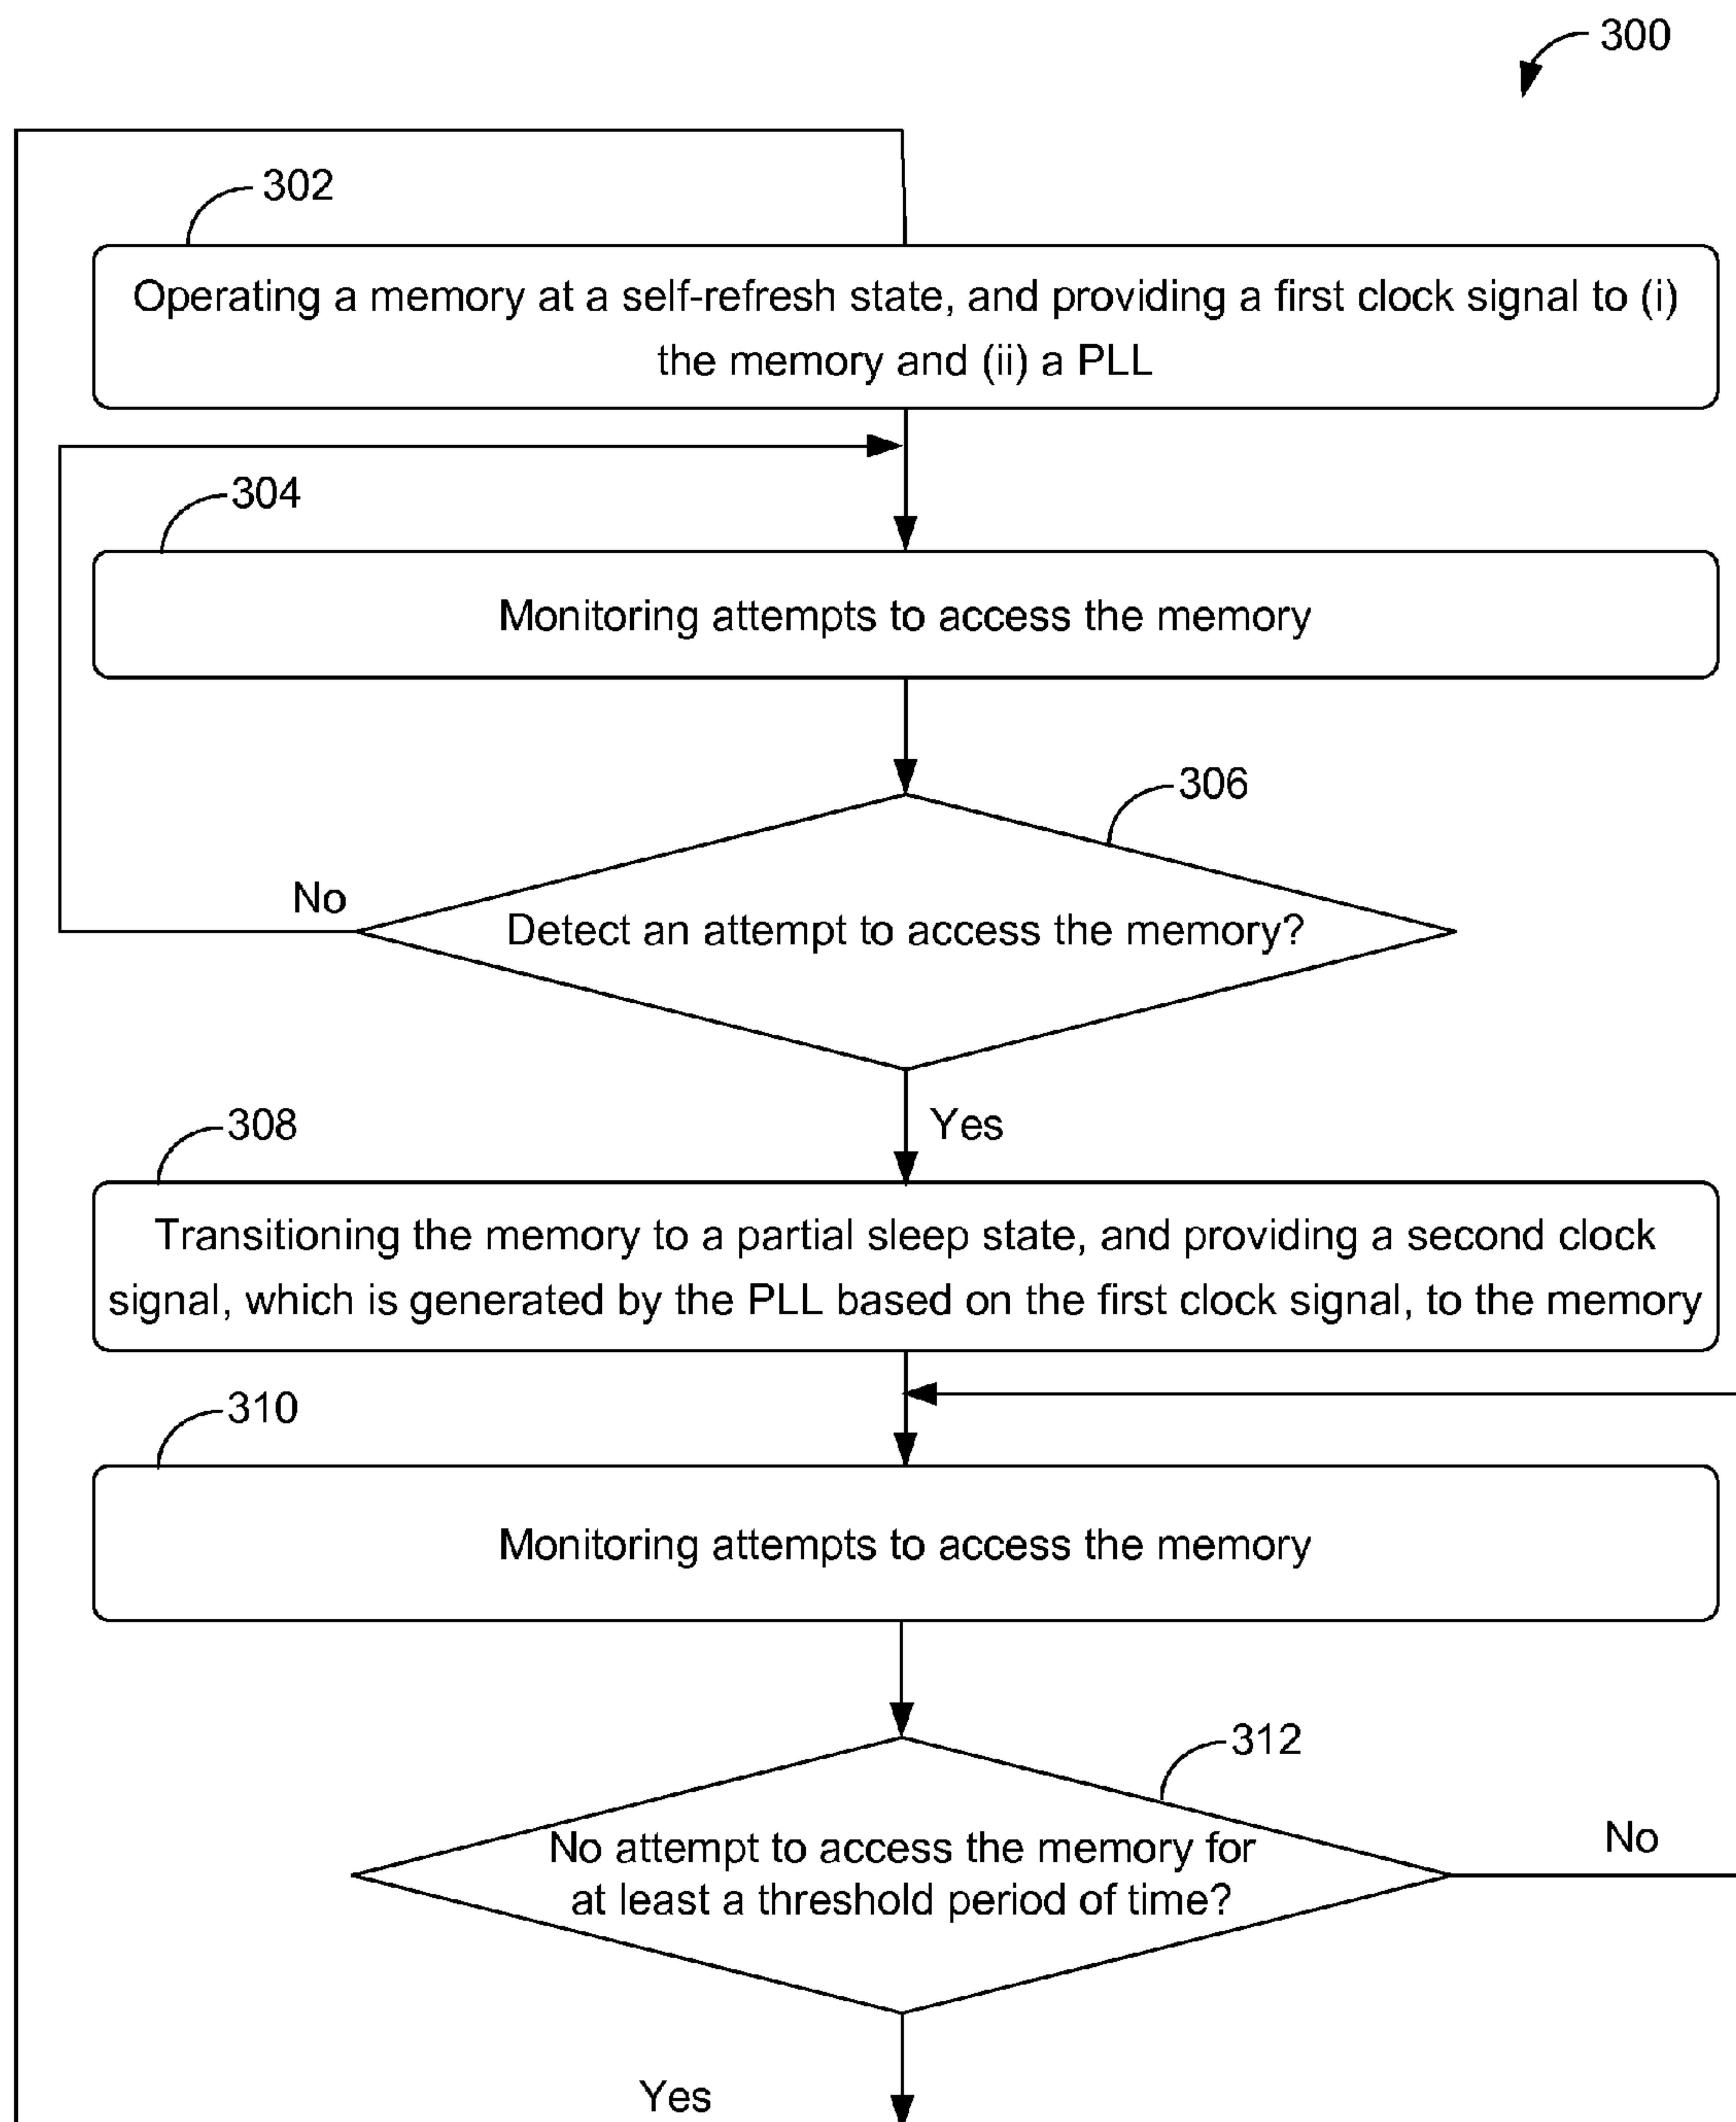 300
302
Operating a memory at a self-refresh state, and providing a first clock signal to (i)
the memory and (ii) a PLL
304
Monitoring attempts to access the memory
306
No
Detect an attempt to access the memory?
Yes
308
Transitioning the memory to a partial sleep state, and providing a second clock
signal, which is generated by the PLL based on the first clock signal, to the memory
310
Monitoring attempts to access the memory
312
No attempt to access the memory for
at least a threshold period of time?
No
Yes